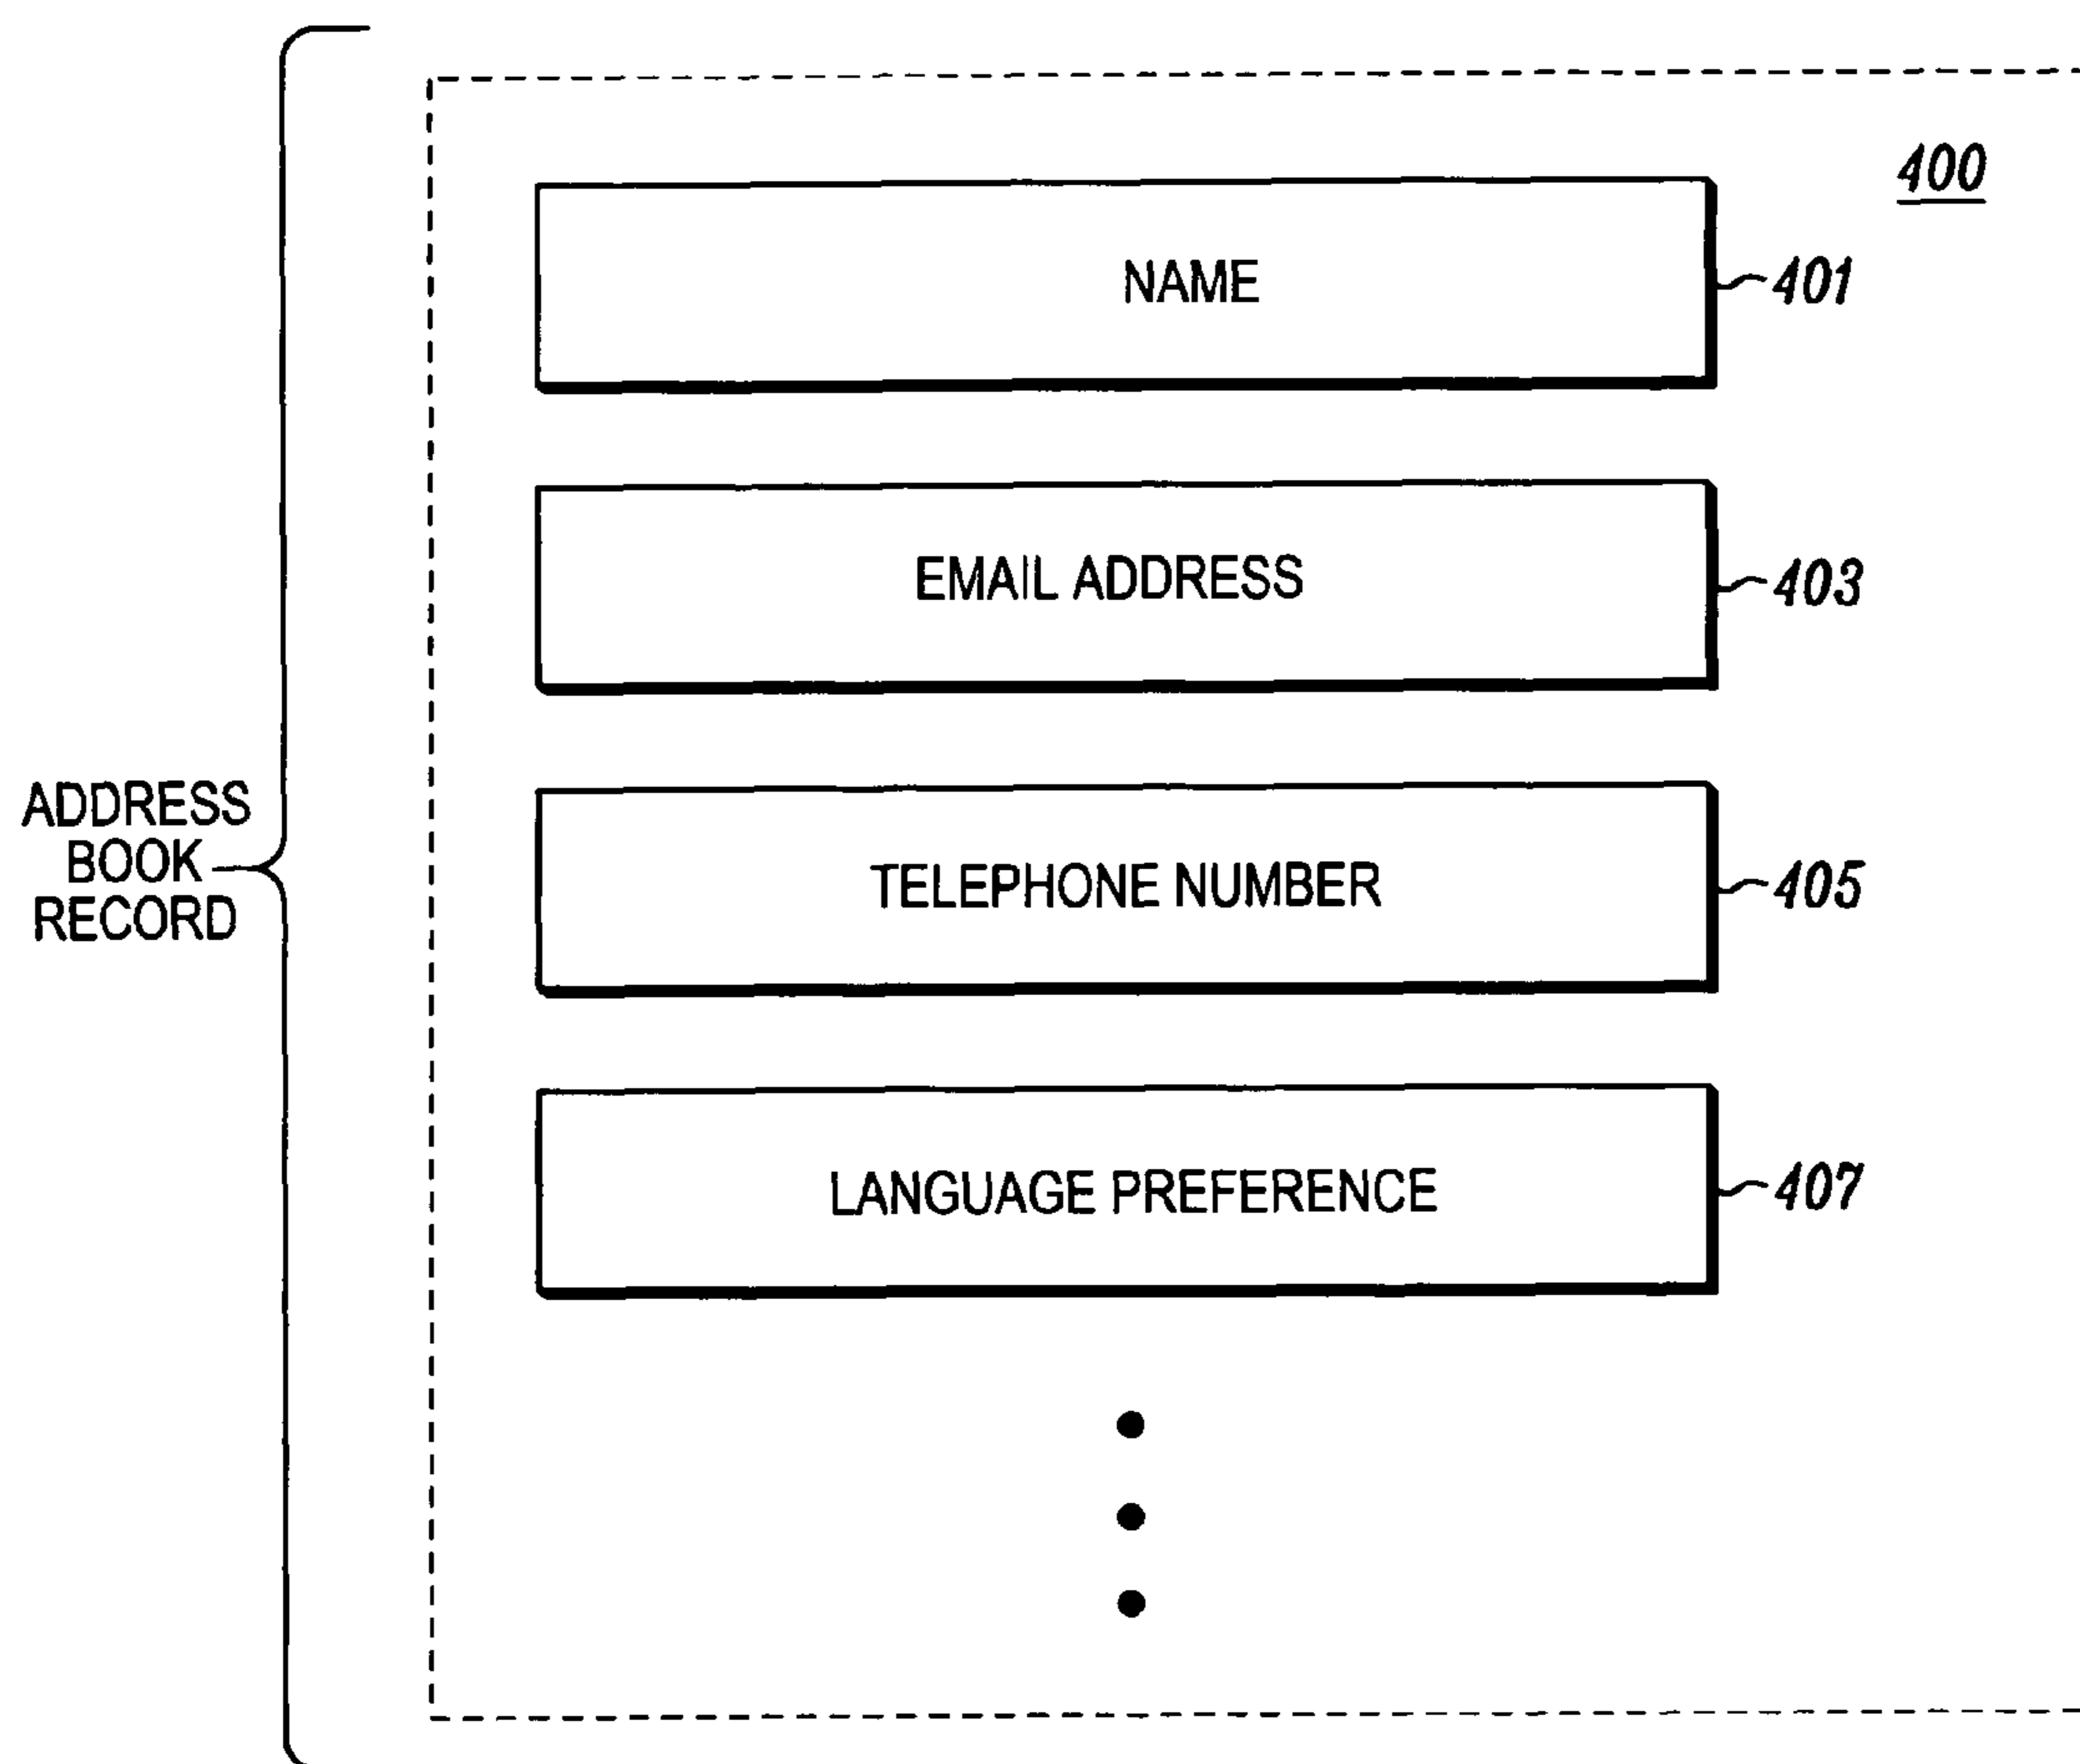 400
NAME
401
EMAIL ADDRESS
403
ADDRESS
BOOK
RECORD
TELEPHONE NUMBER
405
LANGUAGE PREFERENCE
407